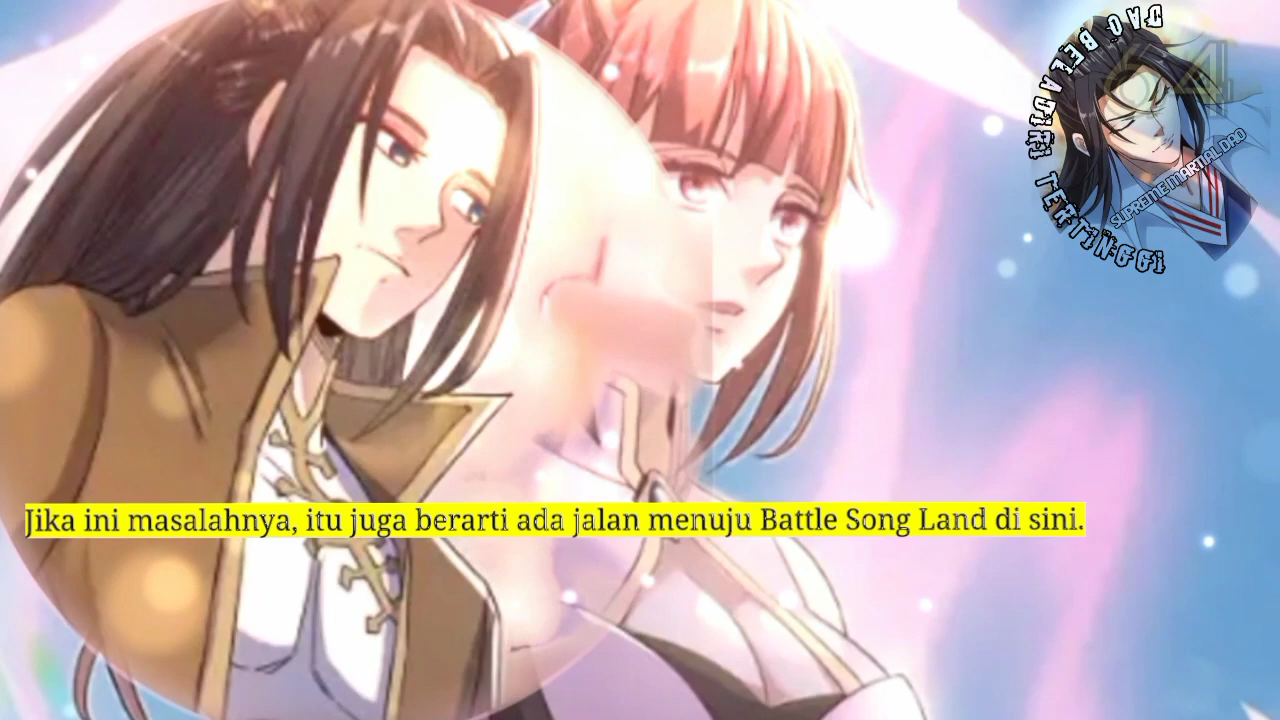 DAO BELADIRI TERTINGGI
SUPREME MARTIAL DAO
Jika ini masalahnya, itu juga berarti ada jalan menuju Battle Song Land di sini.